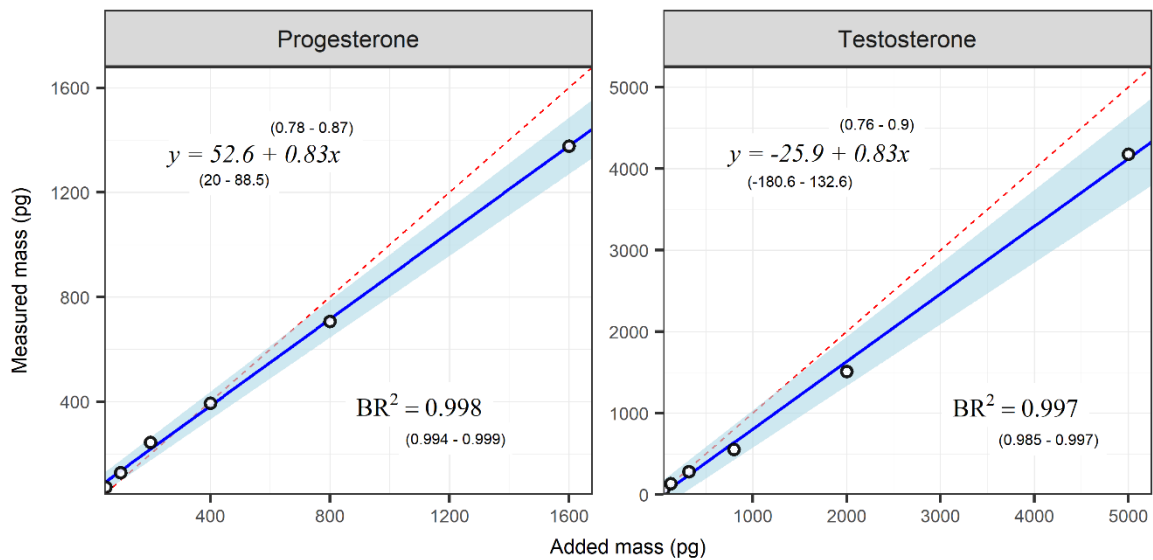 Progesterone
Testosterone
Measured mass (pg)
1600
1200
800
400
(0.78 - 0.87)
y = 52.6 + 0.83x
(20 - 88.5)
BR² = 0.998
(0.994 - 0.999)
400
800
1200
1600
5000
4000
3000
2000
1000
0
(0.76 - 0.9)
y = -25.9 + 0.83x
(-180.6 - 132.6)
BR² = 0.997
(0.985 - 0.997)
1000
2000
3000
4000
5000
Added mass (pg)